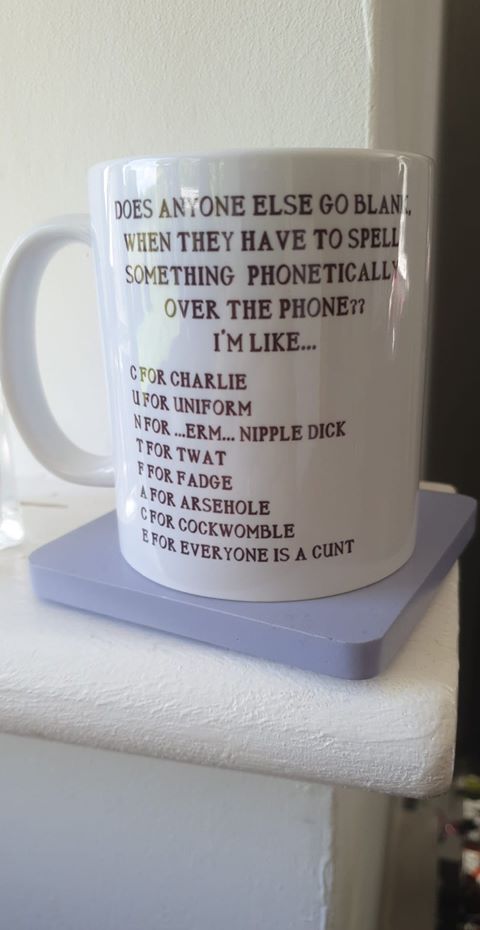 DOES ANYONE ELSE GO BLANK,
WHEN THEY HAVE TO SPELL
SOMETHING PHONETICALLY
OVER THE PHONE??
I'M LIKE...
C FOR CHARLIE
U FOR UNIFORM
N FOR ...ERM... NIPPLE DICK
T FOR TWAT
F FOR FADGE
A FOR ARSEHOLE
C FOR COCKWOMBLE
E FOR EVERYONE IS A CUNT